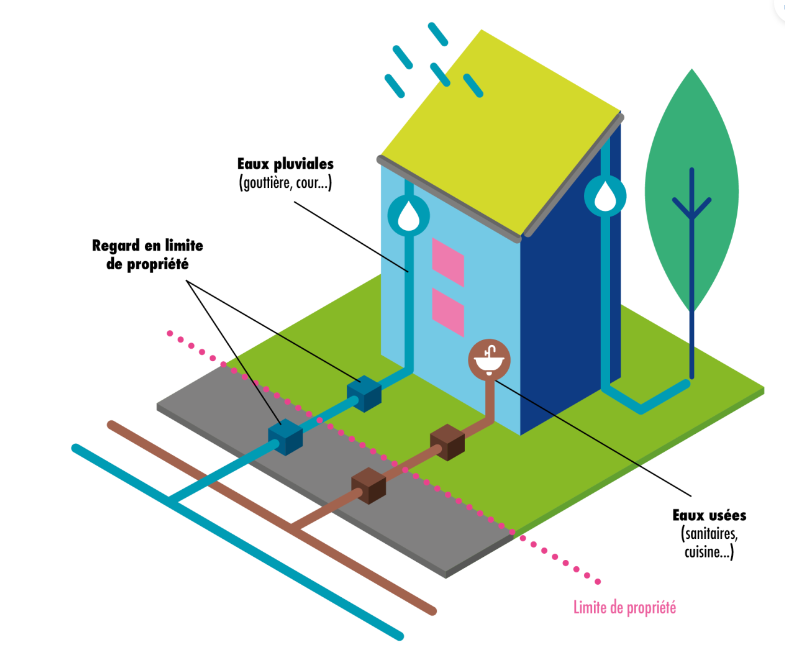 Eaux pluviales
(gouttière, cour...)
Regard en limite
de propriété
Eaux usées
(sanitaires,
cuisine...)
Limite de propriété